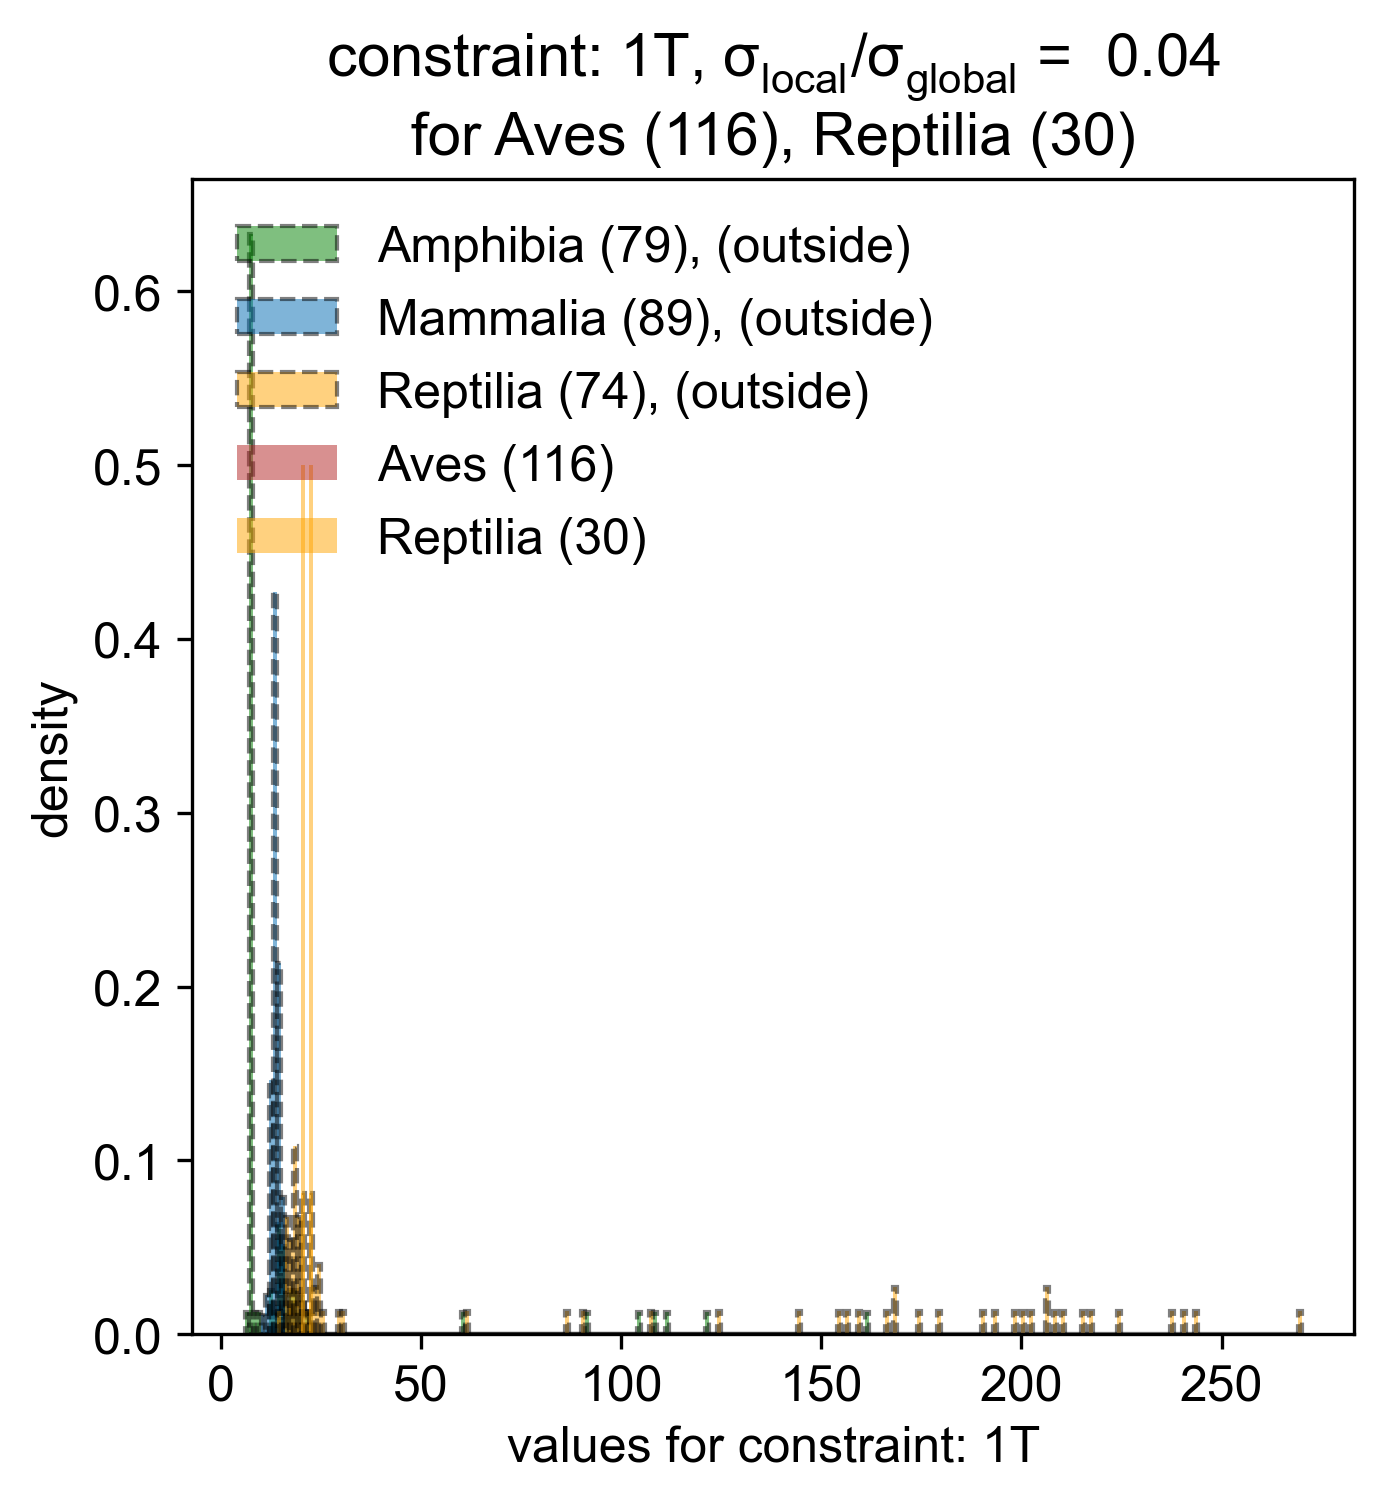 constraint: 1T, σlocal/σglobal = 0.04
for Aves (116), Reptilia (30)
Amphibia (79), (outside)
Mammalia (89), (outside)
Reptilia (74), (outside)
Aves (116)
Reptilia (30)
0.6
0.5
0.4
0.3
0.2
0.1
0.0
density
0 50 100 150 200 250
values for constraint: 1T